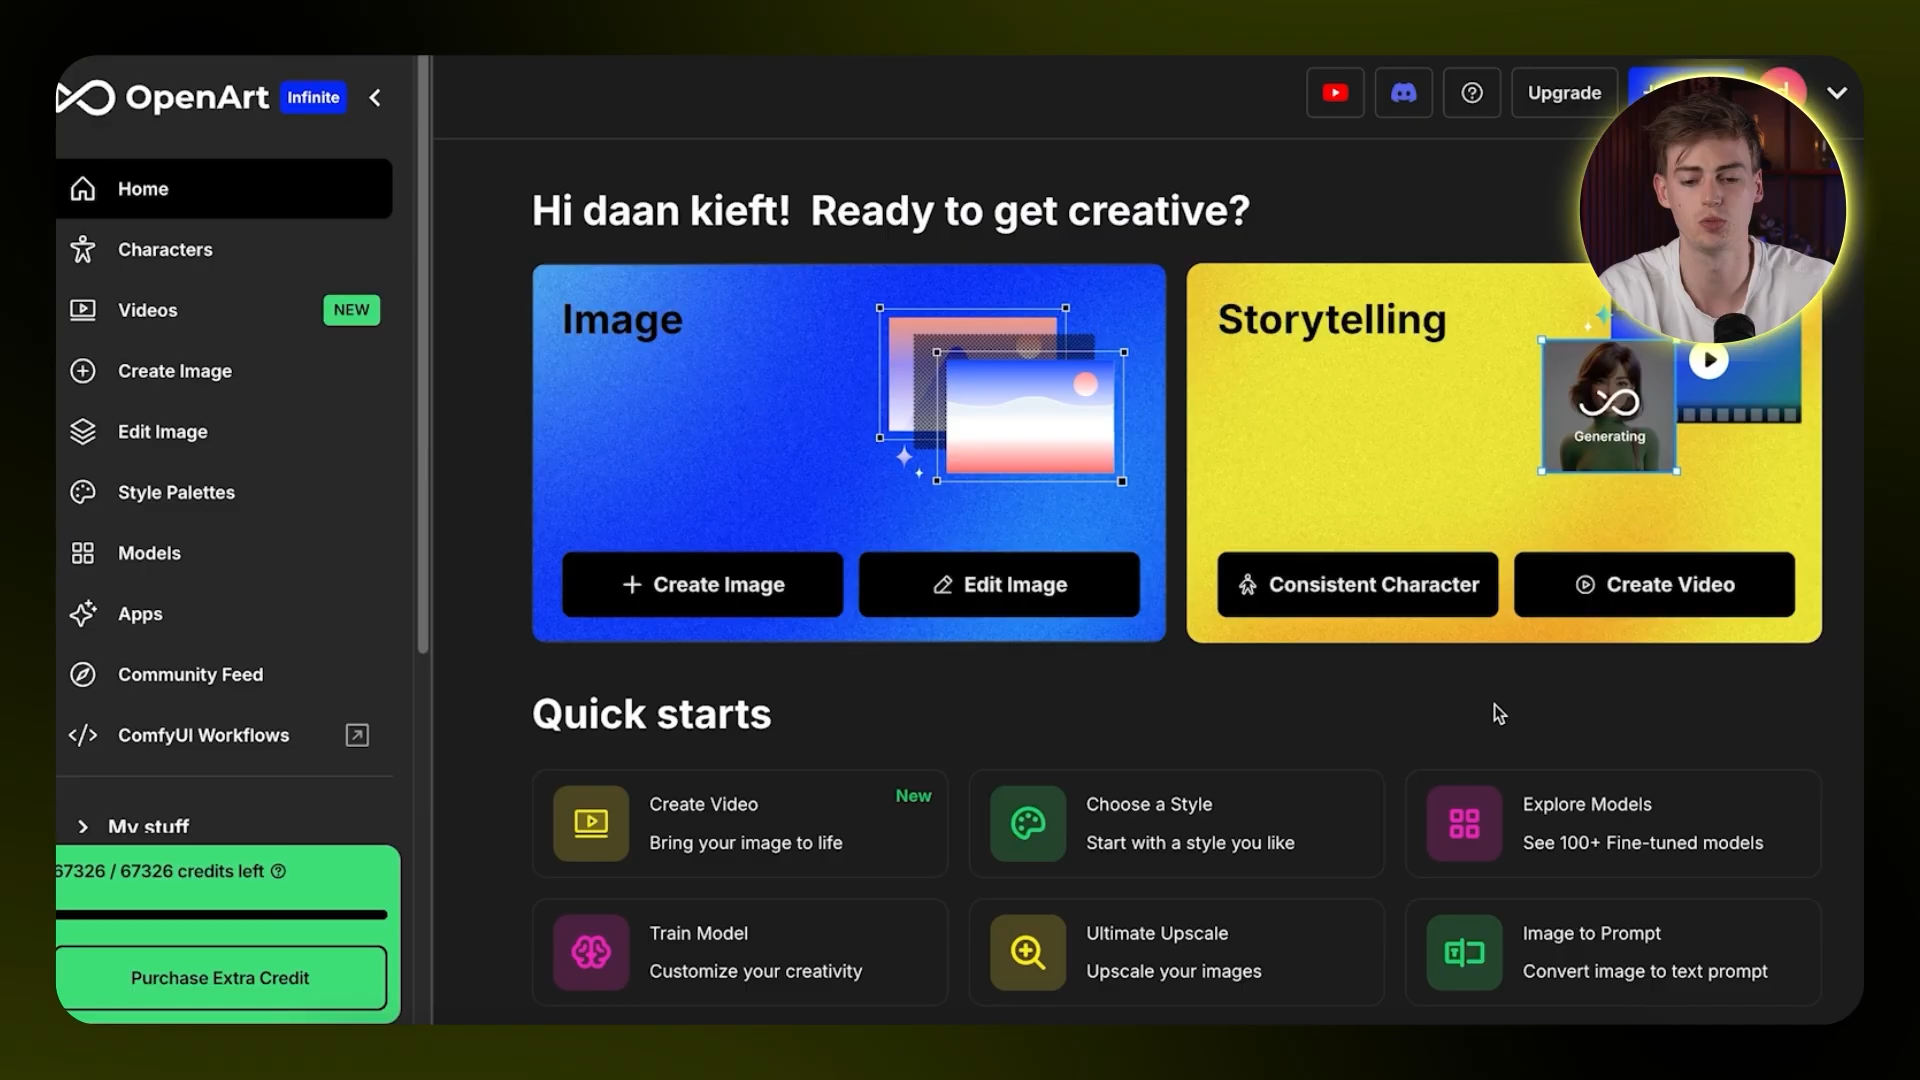 OpenArt Infinite
Upgrade
Home
Characters
Videos NEW
Create Image
Edit Image
Style Palettes
Models
Apps
Community Feed
</> ComfyUI Workflows
My stuff
67326 / 67326 credits left
Purchase Extra Credit
Hi daan kieft! Ready to get creative?
Image
Create Image
Edit Image
Storytelling
Generating
Consistent Character
Create Video
Quick starts
Create Video New
Bring your image to life
Choose a Style
Start with a style you like
Explore Models
See 100+ Fine-tuned models
Train Model
Customize your creativity
Ultimate Upscale
Upscale your images
Image to Prompt
Convert image to text prompt